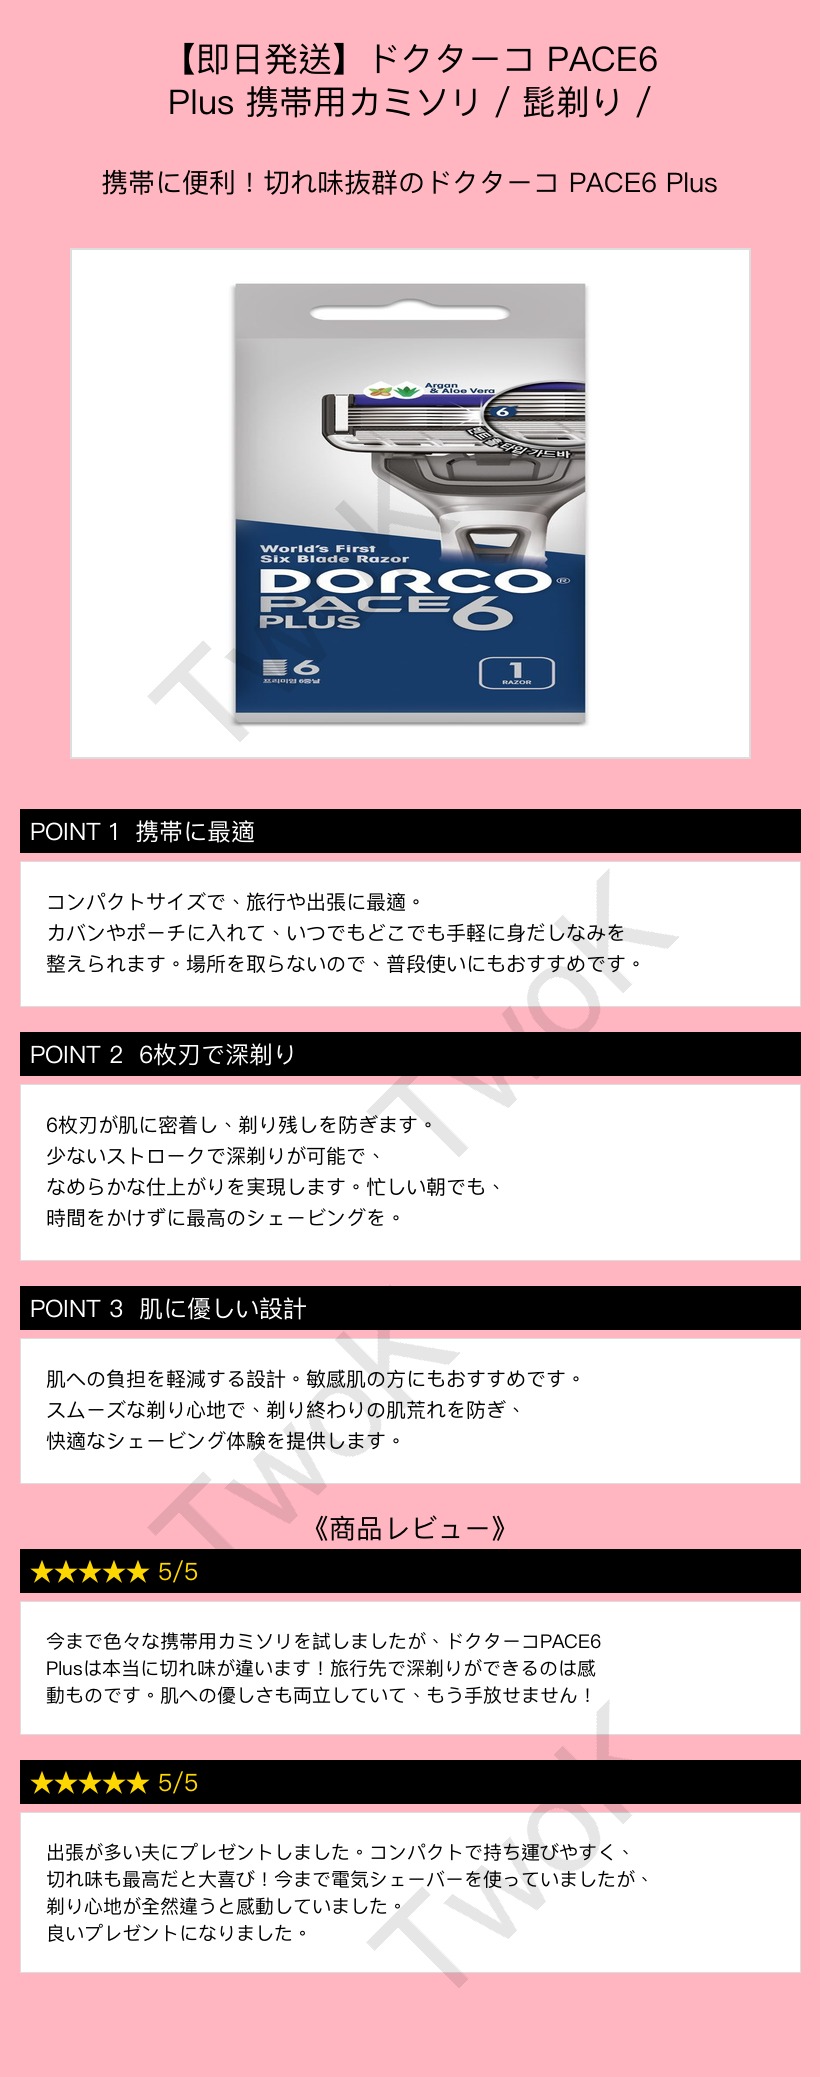 【即日発送】ドクターコ PACE6
Plus 携帯用カミソリ / 髭剃り /
携帯に便利！切れ味抜群のドクターコ PACE6 Plus
Argan
& Aloe Vera
6
World's First
Six Blade Razor
DORCO®
PACE 6
PLUS
6
프리미엄 6중날
1
RAZOR
POINT 1 携帯に最適
コンパクトサイズで、旅行や出張に最適。
カバンやポーチに入れて、いつでもどこでも手軽に身だしなみを
整えられます。場所を取らないので、普段使いにもおすすめです。
POINT 2 6枚刃で深剃り
6枚刃が肌に密着し、剃り残しを防ぎます。
少ないストロークで深剃りが可能で、
なめらかな仕上がりを実現します。忙しい朝でも、
時間をかけずに最高のシェービングを。
POINT 3 肌に優しい設計
肌への負担を軽減する設計。敏感肌の方にもおすすめです。
スムーズな剃り心地で、剃り終わりの肌荒れを防ぎ、
快適なシェービング体験を提供します。
《商品レビュー》
★★★★★ 5/5
今まで色々な携帯用カミソリを試しましたが、ドクターコPACE6
Plusは本当に切れ味が違います！旅行先で深剃りができるのは感
動ものです。肌への優しさも両立していて、もう手放せません！
★★★★★ 5/5
出張が多い夫にプレゼントしました。コンパクトで持ち運びやすく、
切れ味も最高だと大喜び！今まで電気シェーバーを使っていましたが、
剃り心地が全然違うと感動していました。
良いプレゼントになりました。
TwoK
TwoK
TwoK
TwoK